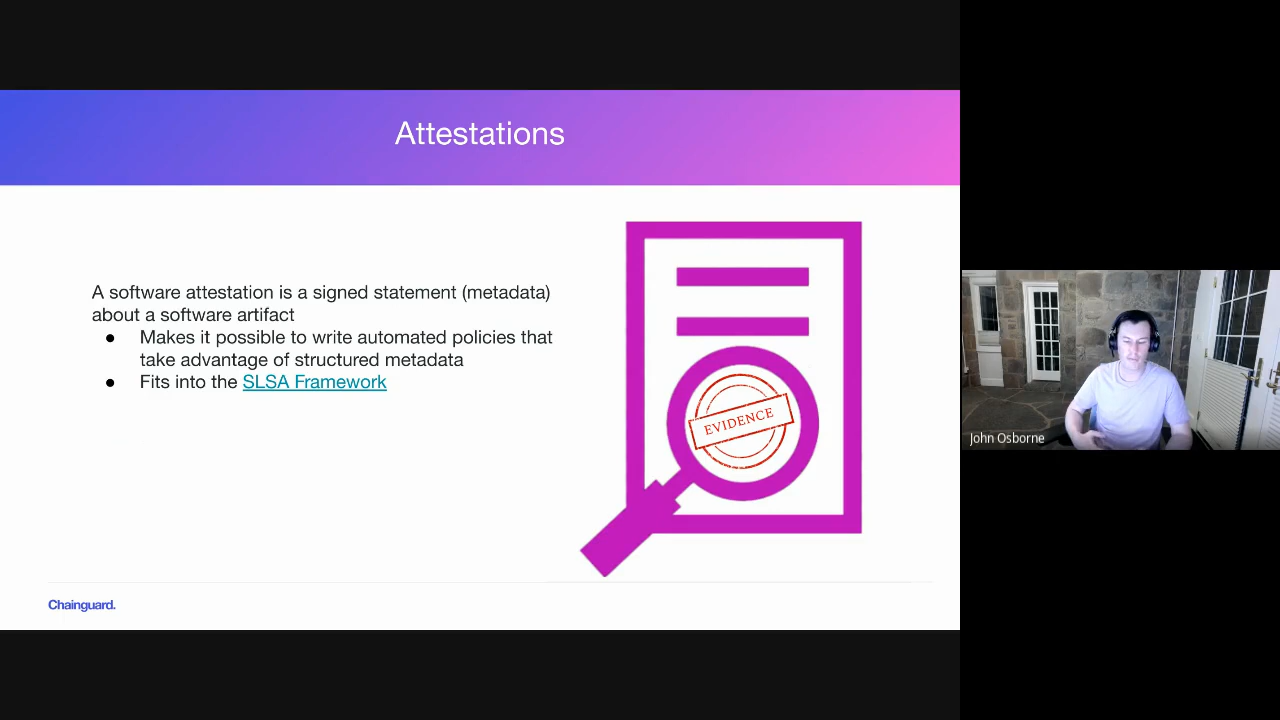 Attestations
A software attestation is a signed statement (metadata)
about a software artifact
● Makes it possible to write automated policies that
take advantage of structured metadata
● Fits into the SLSA Framework
EVIDENCE
Chainguard.
John Osborne